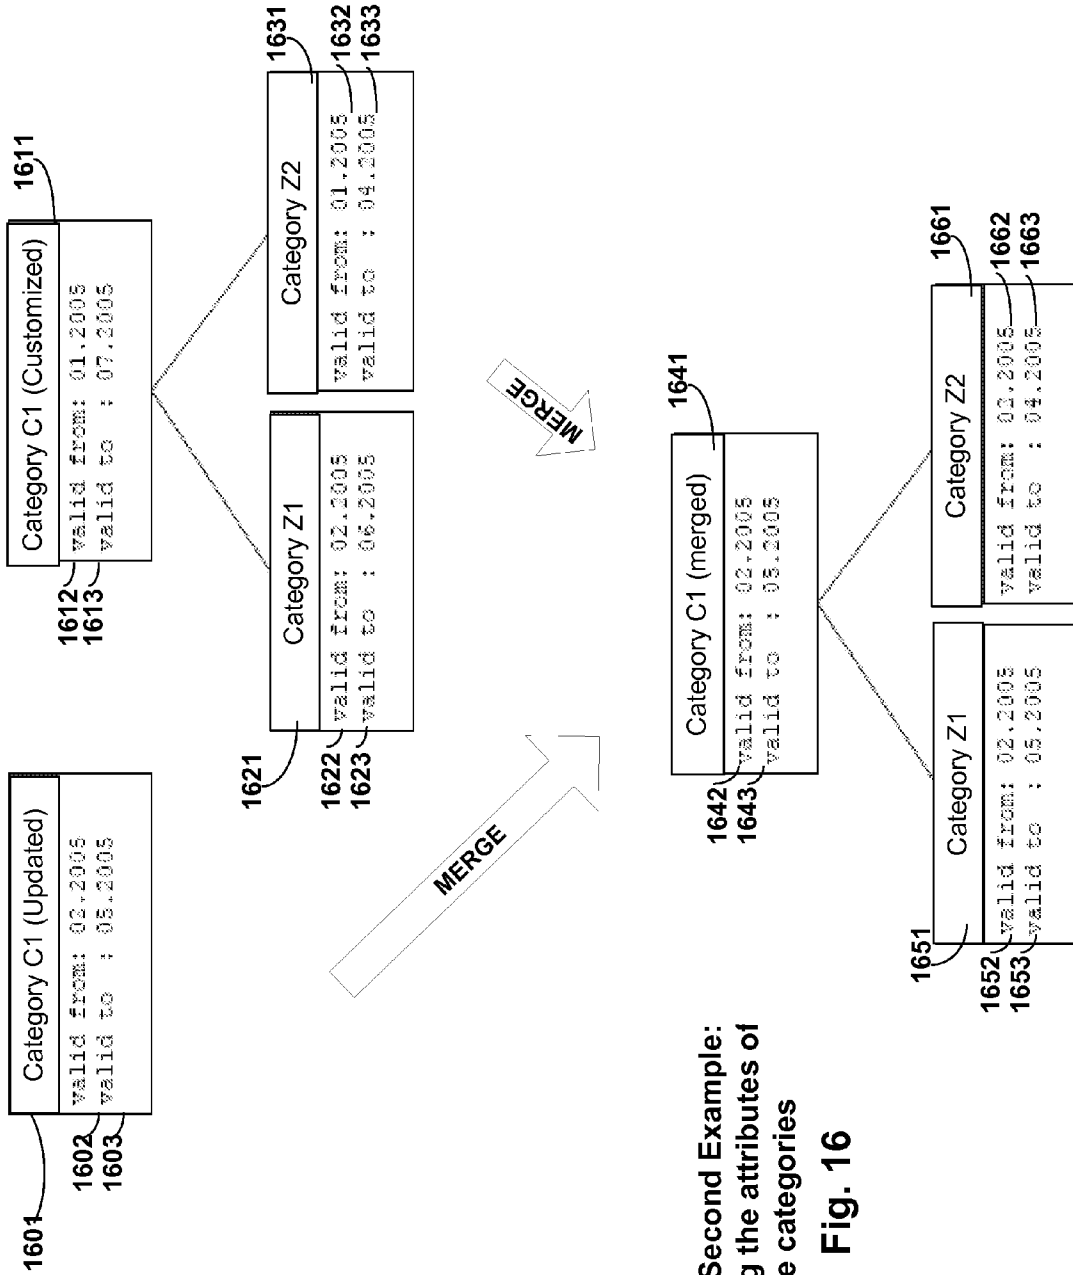 1601
Category C1 (Updated)
1602
valid from: 02.2005
1603
valid to : 05.2005
Category C1 (Customized)
1611
1612
valid from: 01.2005
1613
valid to : 07.2005
1621
Category Z1
1622
valid from: 02.2005
1623
valid to : 06.2005
Category Z2
1631
valid from: 01.2005
1632
valid to : 04.2005
1633
MERGE
MERGE
Category C1 (merged)
1641
1642
valid from: 02.2005
1643
valid to : 05.2005
1651
Category Z1
1652
valid from: 02.2005
1653
valid to : 05.2005
Category Z2
1661
valid from: 02.2005
1662
valid to : 04.2005
1663
Second Example:
g the attributes of
e categories
Fig. 16